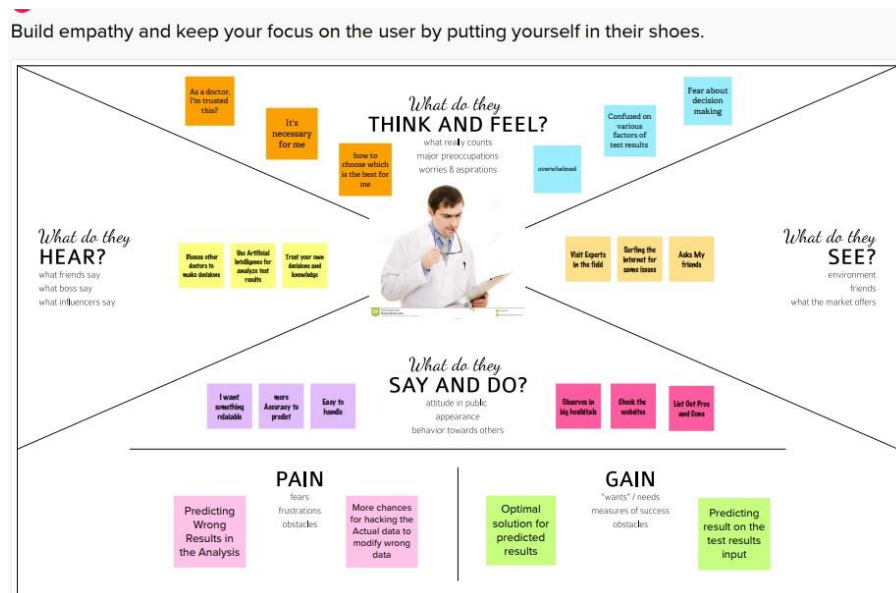 Build empathy and keep your focus on the user by putting yourself in their shoes.
What do they
THINK AND FEEL?
what really counts
major preoccupations
worries & aspirations
As a doctor,
I'm trusted
this?
It's
necessary
for me
how to
choose which
is the best for
me
overwhelmed
Confused on
various
factors of
test results
Fear about
decision
making
What do they
HEAR?
what friends say
what boss say
what influencers say
other
doctors to
make decisions
Use Artificial
Intelligence for
analyze test
results
Trust your own
decisions and
knowledge
Visit Experts
in the field
Surfing the
internet for
same issues
Asks My
friends
What do they
SEE?
environment
friends
what the market offers
What do they
SAY AND DO?
attitude in public
appearance
behavior towards others
I want
something
relaiable
more
Accuracy to
predict
Easy to
handle
Observes in
big hosbitals
Check the
websites
List Out Pros
and Cons
PAIN
fears
frustrations
obstacles
Predicting
Wrong
Results in
the Analysis
More chances
for hacking the
Actual data to
modify wrong
data
GAIN
"wants" / needs
measures of success
obstacles
Optimal
solution for
predicted
results
Predicting
result on the
test results
input